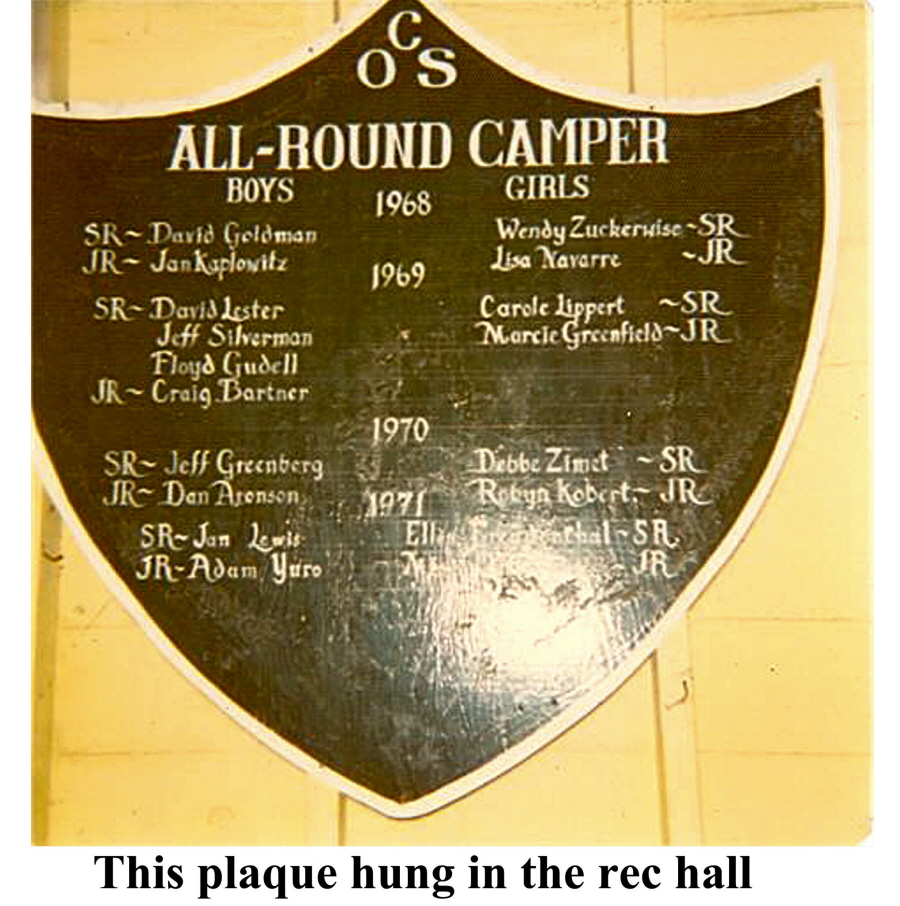 C
O S
ALL-ROUND CAMPER
BOYS GIRLS
1968
SR~ David Goldman Wendy Zuckerwise ~SR
JR~ Jan Kaplowitz Lisa Navarre ~JR
1969
SR~ David Lester Carole Lippert ~SR
Jeff Silverman Marcie Greenfield ~JR
Floyd Gudell
JR~ Craig Bartner
1970
SR~ Jeff Greenberg Debbe Zimet ~ SR
JR~ Dan Aronson Robyn Kobert ~ JR
1971
SR~ Jan Lewis ~SR
JR~ Adam Yuro ~ JR
This plaque hung in the rec hall